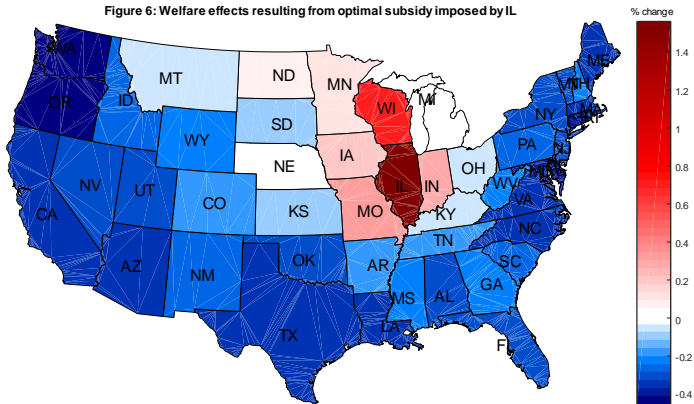 Figure 6: Welfare effects resulting from optimal subsidy imposed by IL
% change
WA
MT
ND
MN
ME
OR
ID
SD
WI
MI
NY
WY
IA
PA
NE
NV
UT
CO
IL
IN
OH
WV
VA
CA
KS
MO
KY
NC
AZ
NM
OK
AR
TN
SC
MS
AL
GA
TX
LA
F
1.4
1.2
1
0.8
0.6
0.4
0.2
0
-0.2
-0.4